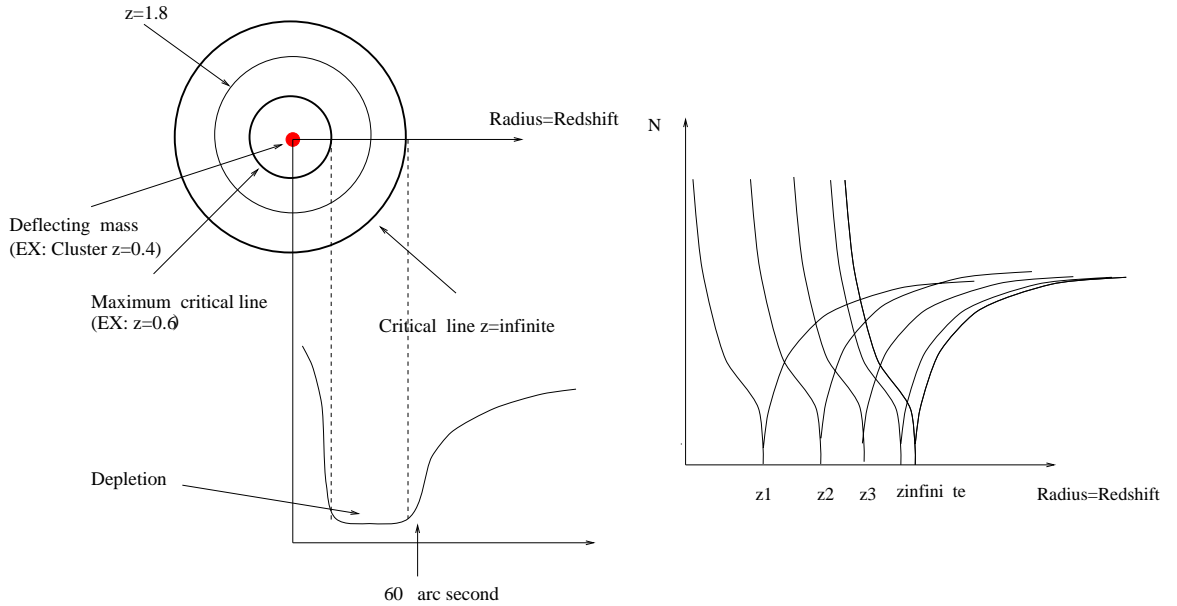 z=1.8
Radius=Redshift
N
Deflecting mass
(EX: Cluster z=0.4)
Maximum critical line
(EX: z=0.6)
Critical line z=infinite
Depletion
60 arc second
z1 z2 z3 zinfini te
Radius=Redshift